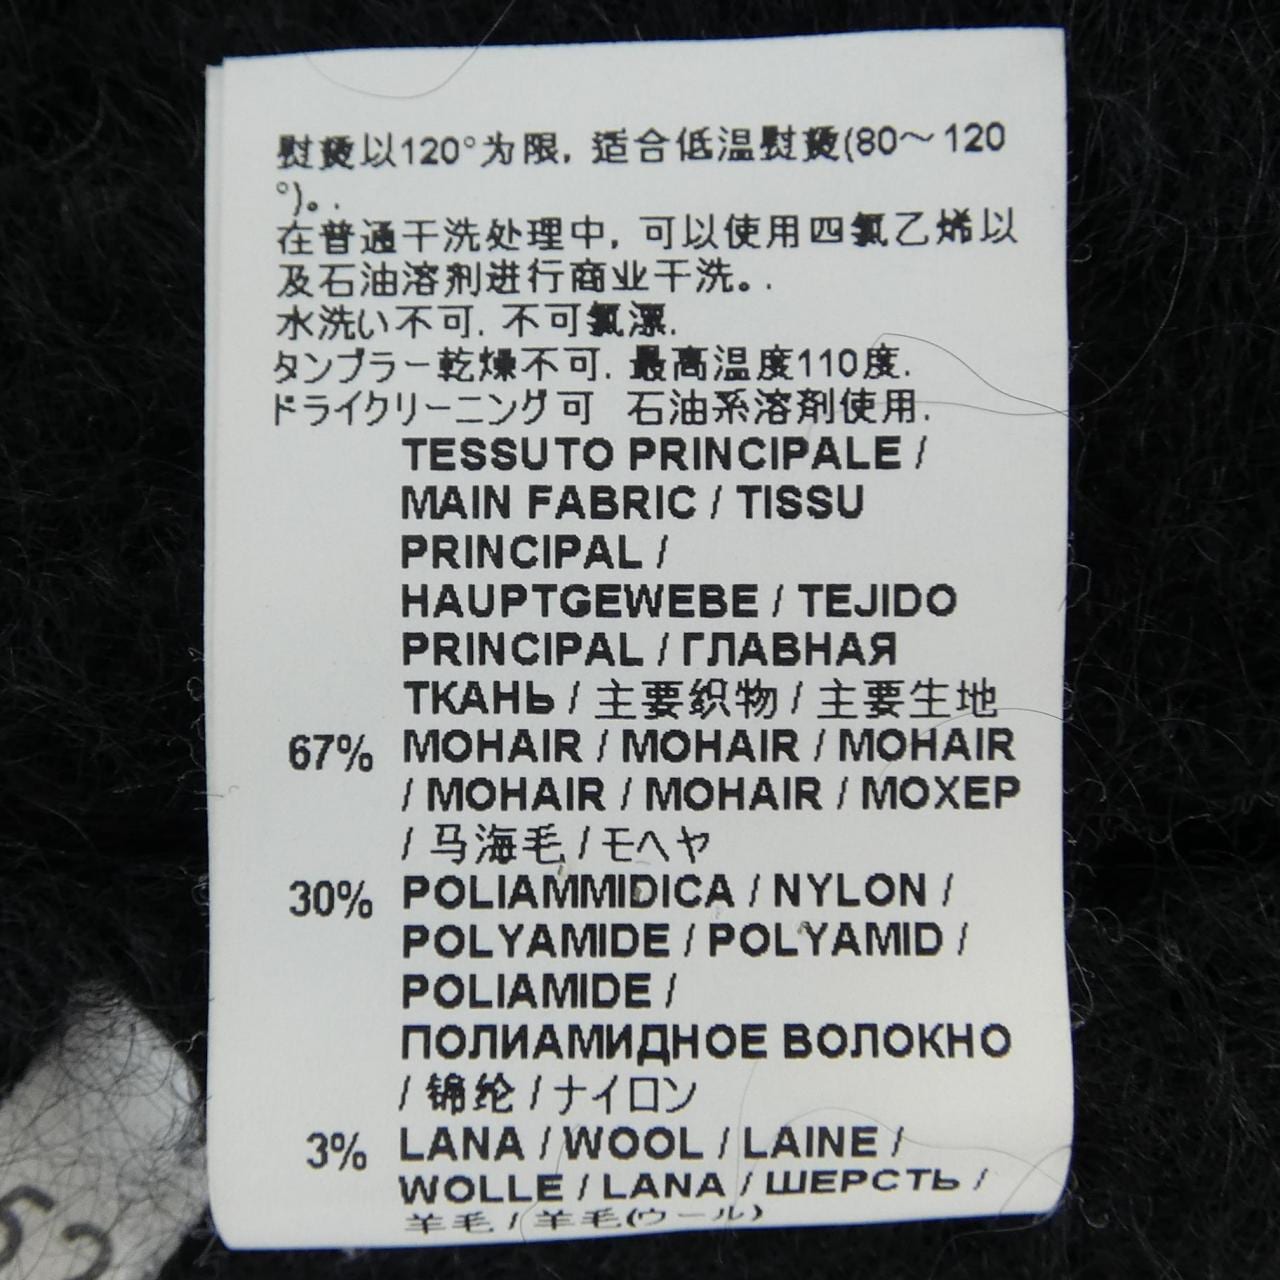 熨烫以120°为限, 适合低温熨烫(80～120
°)。.
在普通干洗处理中, 可以使用四氯乙烯以
及石油溶剂进行商业干洗。.
水洗い不可. 不可氯漂.
タンブラー乾燥不可. 最高温度110度.
ドライクリーニング可 石油系溶剤使用.
TESSUTO PRINCIPALE /
MAIN FABRIC / TISSU
PRINCIPAL /
HAUPTGEWEBE / TEJIDO
PRINCIPAL / ГЛАВНАЯ
ТКАНЬ / 主要织物 / 主要生地
67% MOHAIR / MOHAIR / MOHAIR
/ MOHAIR / MOHAIR / МОХЕР
/ 马海毛 / モヘヤ
30% POLIAMMIDICA / NYLON /
POLYAMIDE / POLYAMID /
POLIAMIDE /
ПОЛИАМИДНОЕ ВОЛОКНО
/ 锦纶 / ナイロン
3% LANA / WOOL / LAINE /
WOLLE / LANA / ШЕРСТЬ /
羊毛 / 羊毛(ウール)